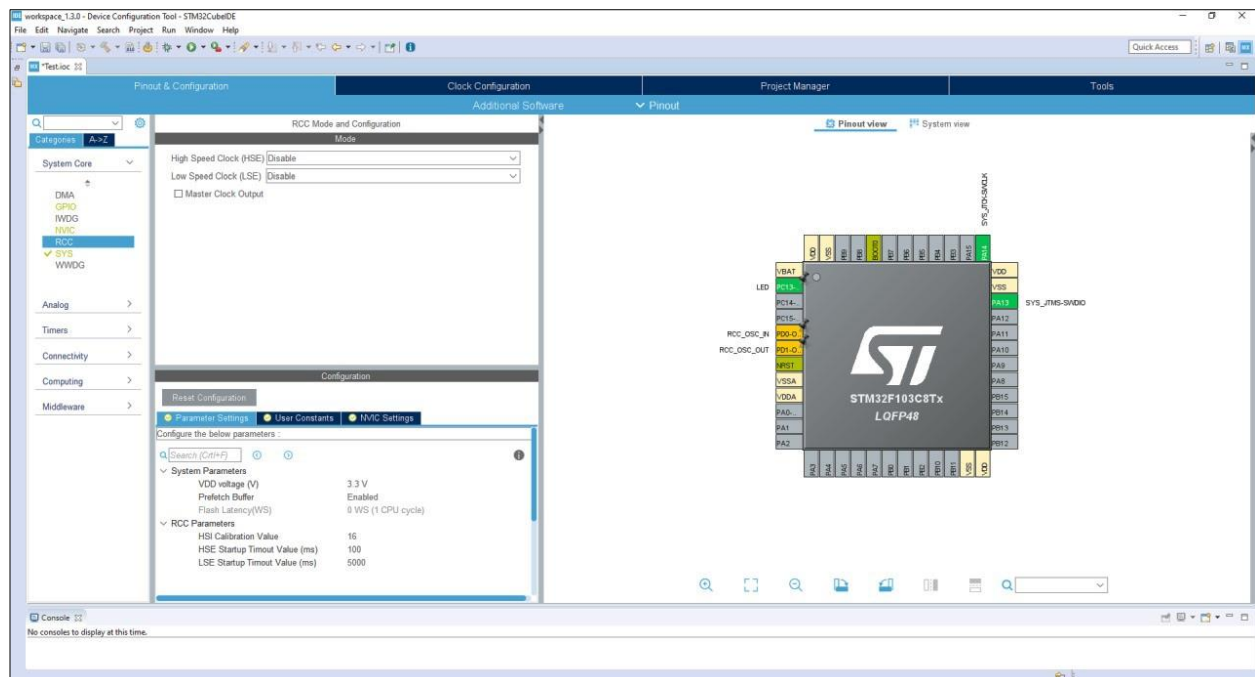 workspace_1.3.0 - Device Configuration Tool - STM32CubeIDE
File Edit Navigate Search Project Run Window Help
Quick Access
*Test.ioc
Pinout & Configuration
Clock Configuration
Project Manager
Tools
Additional Software
Pinout
Categories
A->Z
System Core
DMA
GPIO
IWDG
NVIC
RCC
SYS
WWDG
Analog
Timers
Connectivity
Computing
Middleware
RCC Mode and Configuration
Mode
High Speed Clock (HSE) Disable
Low Speed Clock (LSE) Disable
Master Clock Output
Configuration
Reset Configuration
Parameter Settings
User Constants
NVIC Settings
Configure the below parameters :
Search (Crtl+F)
System Parameters
VDD voltage (V) 3.3 V
Prefetch Buffer Enabled
Flash Latency(WS) 0 WS (1 CPU cycle)
RCC Parameters
HSI Calibration Value 16
HSE Startup Timout Value (ms) 100
LSE Startup Timout Value (ms) 5000
Pinout view
System view
SYS_JTCK-SWCLK
VDD
VSS
PB9
PB8
BOOT0
PB7
PB6
PB5
PB4
PB3
PA15
PA14
VBAT
LED PC13-..
PC14-..
PC15-..
RCC_OSC_IN PD0-O..
RCC_OSC_OUT PD1-O..
NRST
VSSA
VDDA
PA0-..
PA1
PA2
VDD
VSS
PA13 SYS_JTMS-SWDIO
PA12
PA11
PA10
PA9
PA8
PB15
PB14
PB13
PB12
ST
STM32F103C8Tx
LQFP48
PA3
PA4
PA5
PA6
PA7
PB0
PB1
PB2
PB10
PB11
VSS
VDD
Console
No consoles to display at this time.